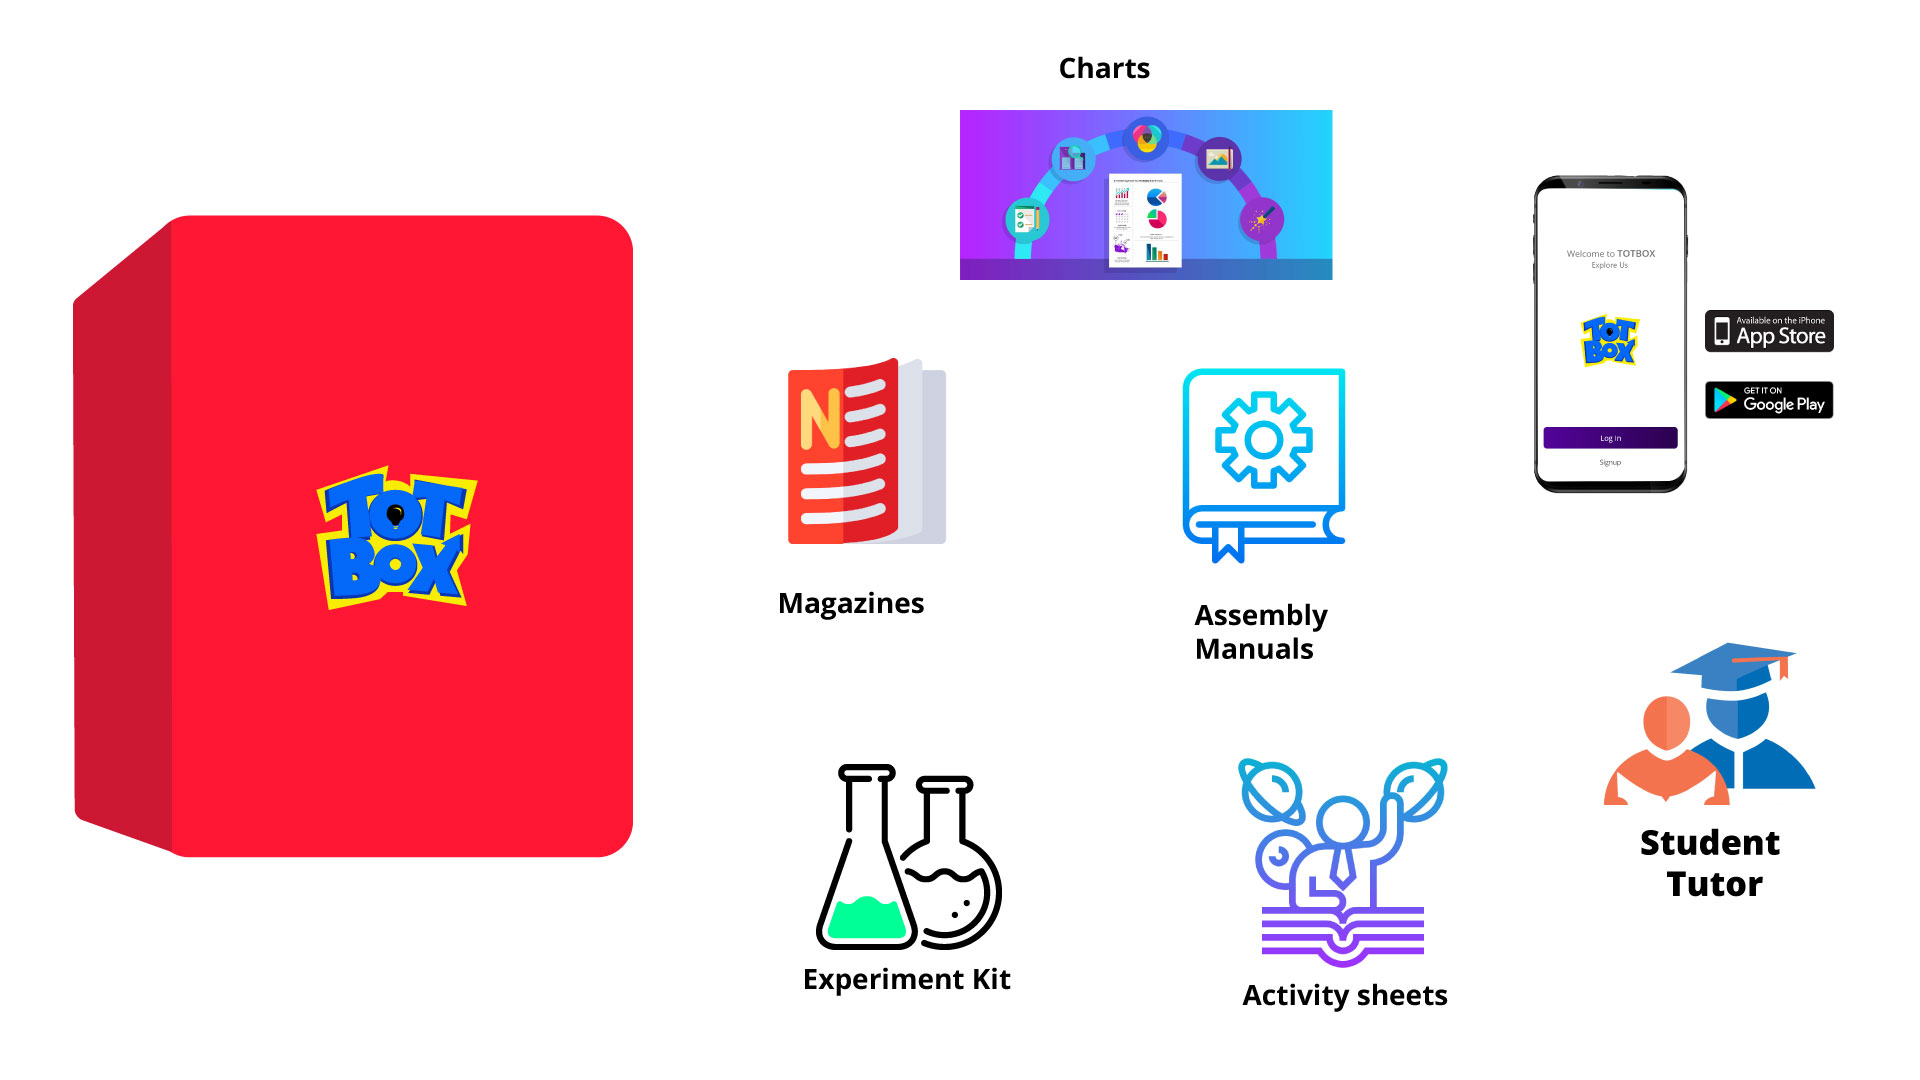 Charts
Welcome to TOTBOX
Explore Us
TOT
BOX
Log In
Signup
Available on the iPhone
App Store
GET IT ON
Google Play
TOT
BOX
N
Magazines
Assembly
Manuals
Student
Tutor
Experiment Kit
Activity sheets